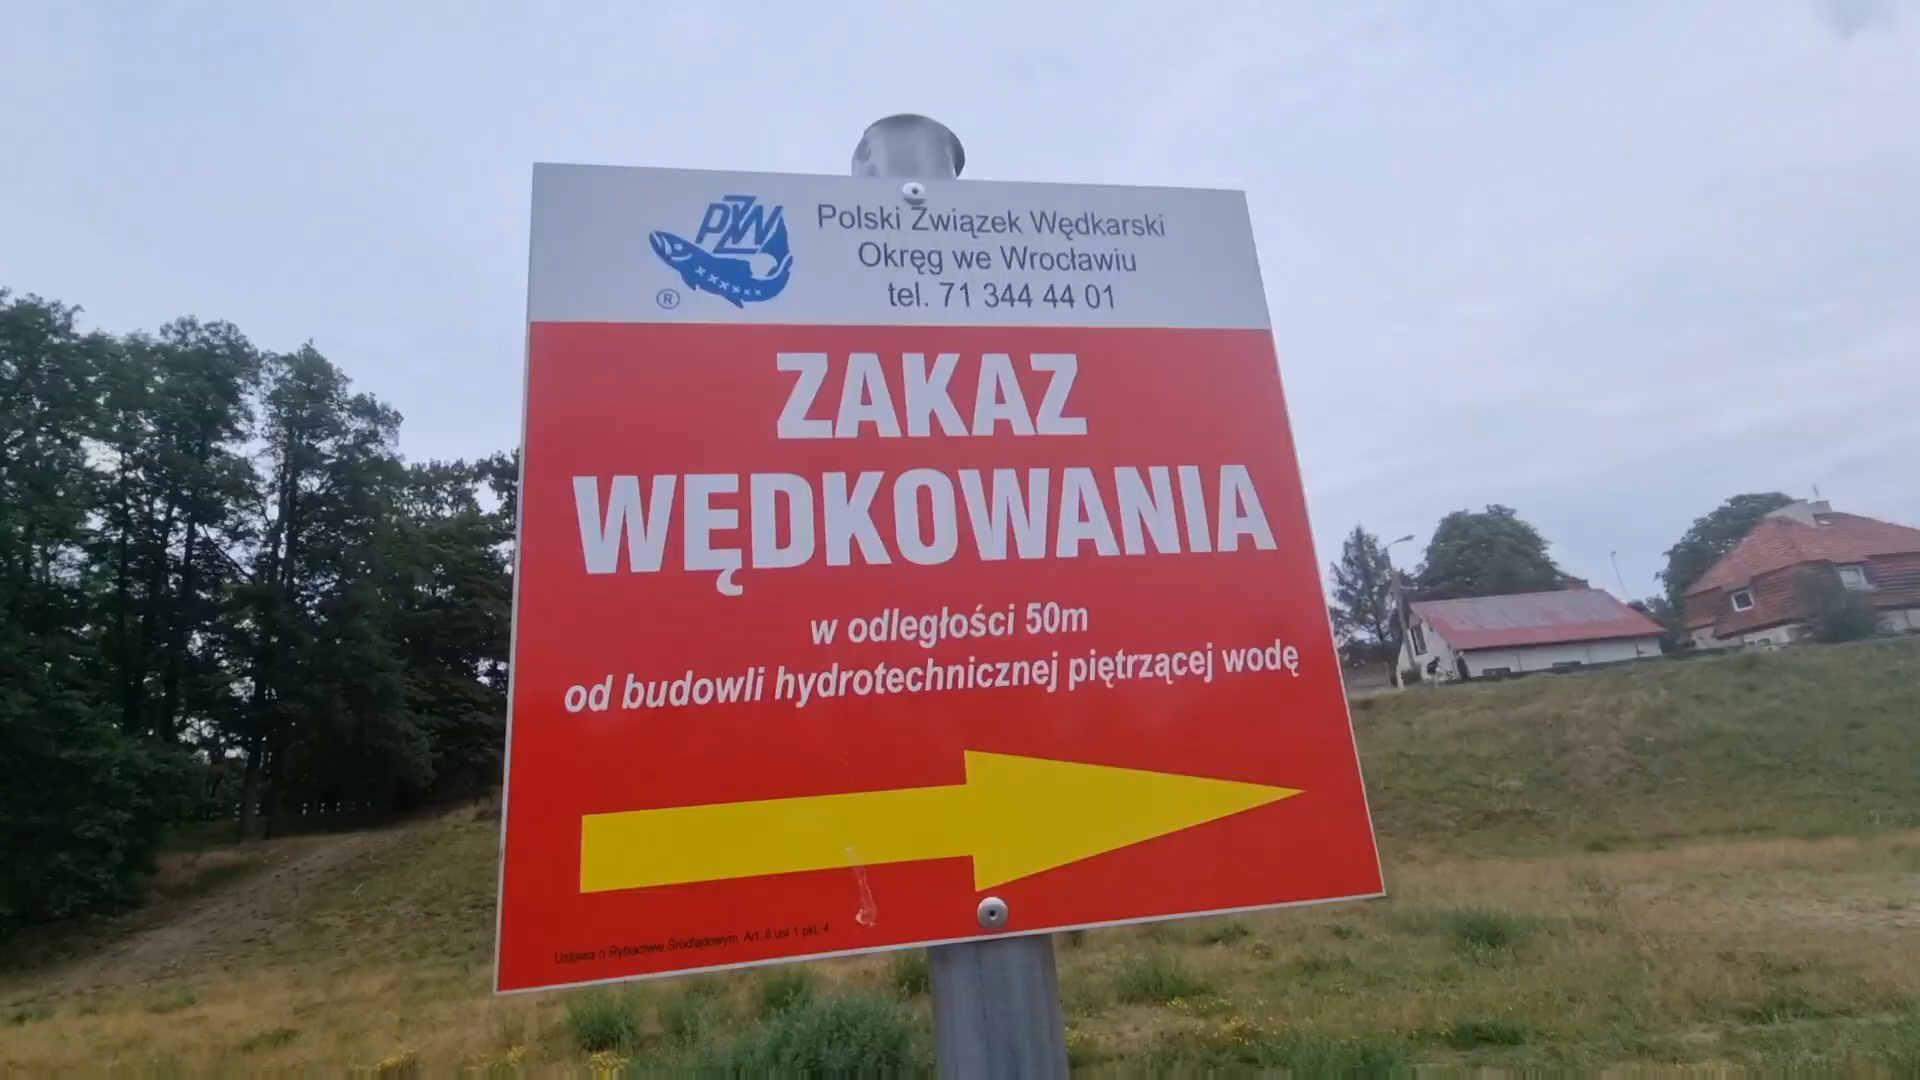 PZW
®
Polski Związek Wędkarski
Okręg we Wrocławiu
tel. 71 344 44 01
ZAKAZ
WĘDKOWANIA
w odległości 50m
od budowli hydrotechnicznej piętrzącej wodę
Ustawa o Rybactwie Śródlądowym Art. 8 ust 1 pkt. 4